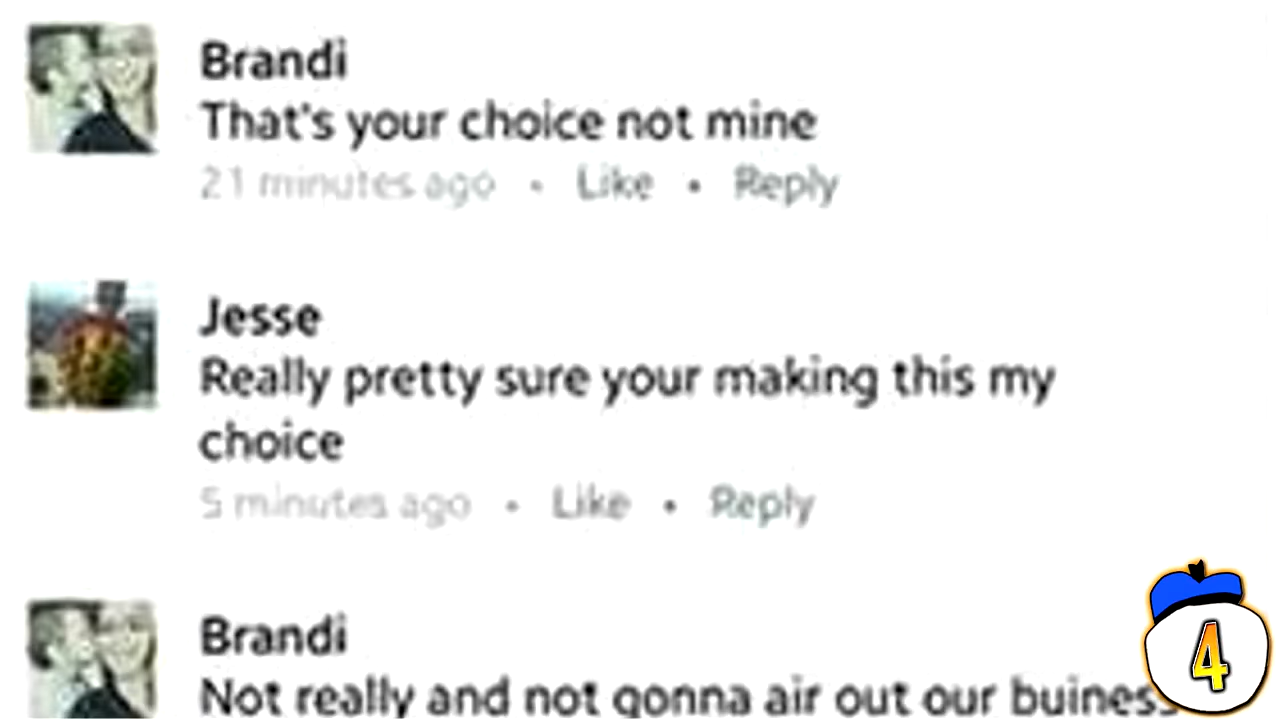 Brandi
That's your choice not mine
21 minutes ago • Like • Reply
Jesse
Really pretty sure your making this my
choice
5 minutes ago • Like • Reply
Brandi
Not really and not gonna air out our buiness
4